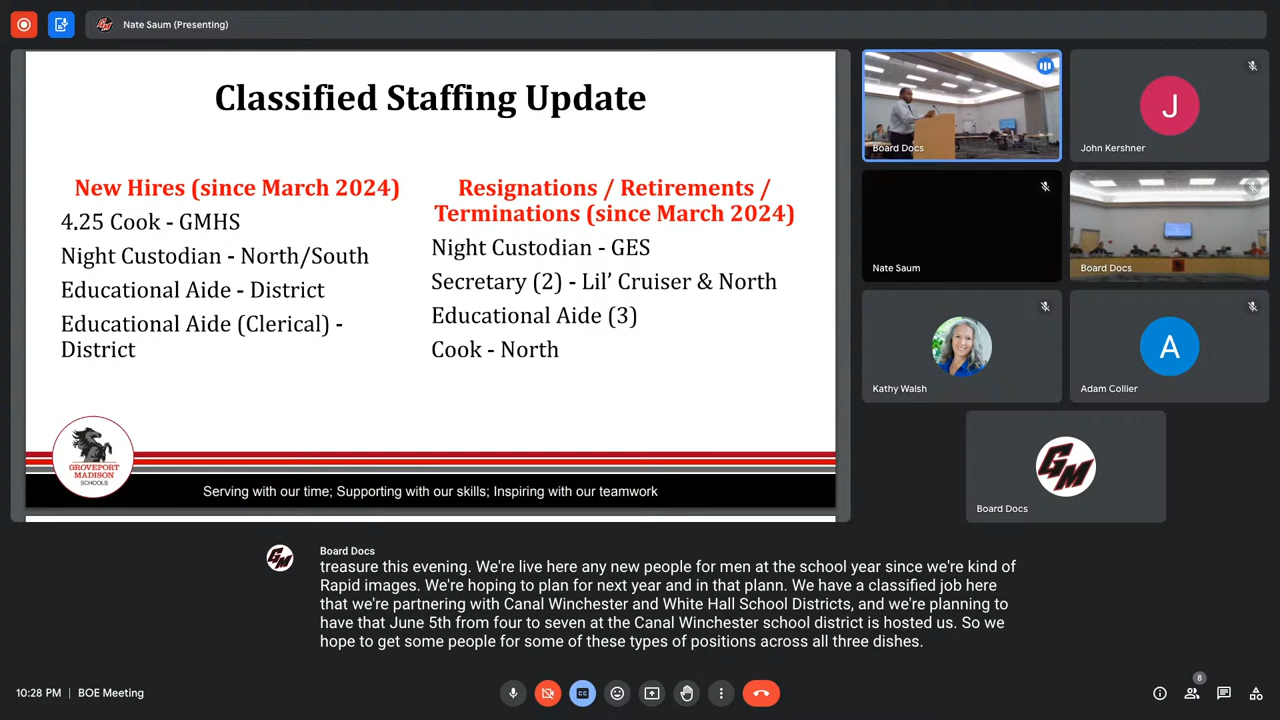 Nate Saum (Presenting)
Classified Staffing Update
New Hires (since March 2024)
4.25 Cook - GMHS
Night Custodian - North/South
Educational Aide - District
Educational Aide (Clerical) -
District
Resignations / Retirements /
Terminations (since March 2024)
Night Custodian - GES
Secretary (2) - Lil’ Cruiser & North
Educational Aide (3)
Cook - North
GROVEPORT
MADISON
SCHOOLS
Serving with our time; Supporting with our skills; Inspiring with our teamwork
Board Docs
J
John Kershner
Nate Saum
Board Docs
Kathy Walsh
A
Adam Collier
GM
Board Docs
Board Docs
treasure this evening. We're live here any new people for men at the school year since we're kind of
Rapid images. We're hoping to plan for next year and in that plann. We have a classified job here
that we're partnering with Canal Winchester and White Hall School Districts, and we're planning to
have that June 5th from four to seven at the Canal Winchester school district is hosted us. So we
hope to get some people for some of these types of positions across all three dishes.
10:28 PM | BOE Meeting
CC
8